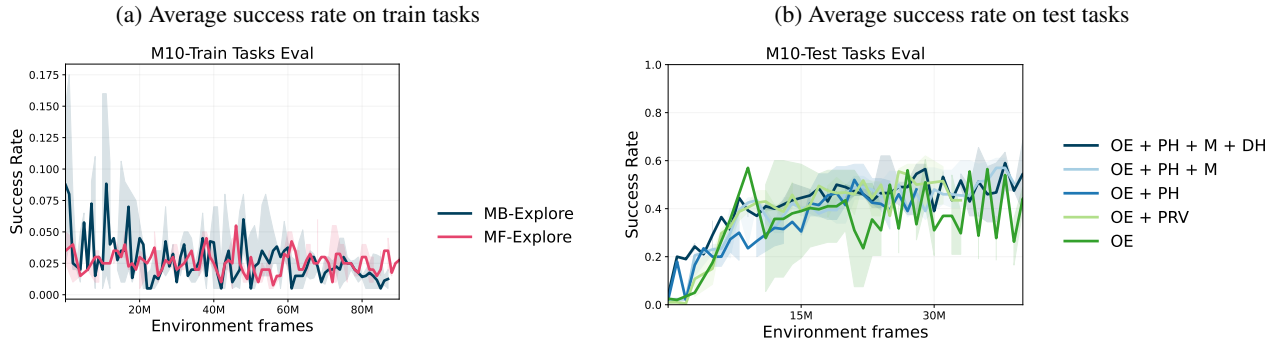 (a) Average success rate on train tasks
M10-Train Tasks Eval
Success Rate
0.175
0.150
0.125
0.100
0.075
0.050
0.025
0.000
20M
40M
60M
80M
Environment frames
MB-Explore
MF-Explore
(b) Average success rate on test tasks
M10-Test Tasks Eval
Success Rate
1.0
0.8
0.6
0.4
0.2
0.0
15M
30M
Environment frames
OE + PH + M + DH
OE + PH + M
OE + PH
OE + PRV
OE